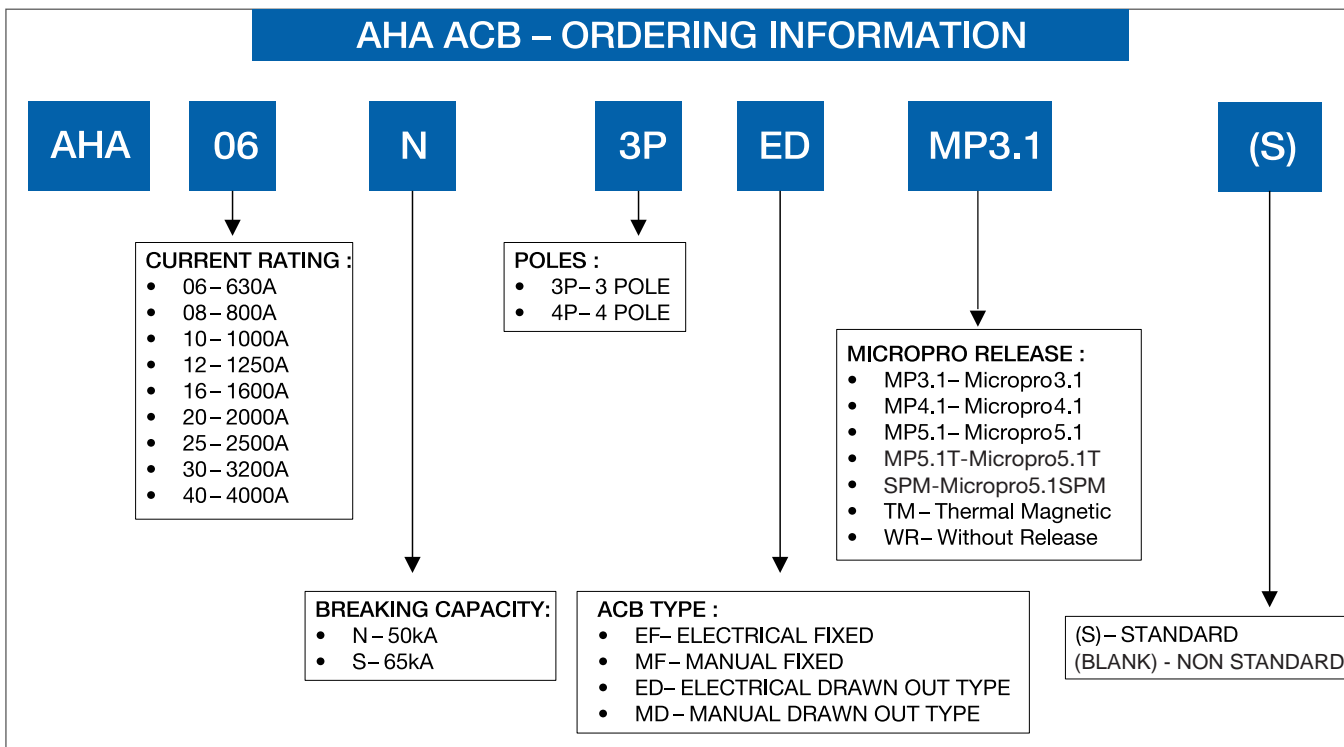 AHA ACB – ORDERING INFORMATION
AHA 06 N 3P ED MP3.1 (S)
CURRENT RATING :
• 06 – 630A
• 08 – 800A
• 10 – 1000A
• 12 – 1250A
• 16 – 1600A
• 20 – 2000A
• 25 – 2500A
• 30 – 3200A
• 40 – 4000A
POLES :
• 3P – 3 POLE
• 4P – 4 POLE
MICROPRO RELEASE :
• MP3.1 – Micropro3.1
• MP4.1 – Micropro4.1
• MP5.1 – Micropro5.1
• MP5.1T-Micropro5.1T
• SPM-Micropro5.1SPM
• TM – Thermal Magnetic
• WR – Without Release
BREAKING CAPACITY:
• N – 50kA
• S – 65kA
ACB TYPE :
• EF – ELECTRICAL FIXED
• MF – MANUAL FIXED
• ED – ELECTRICAL DRAWN OUT TYPE
• MD – MANUAL DRAWN OUT TYPE
(S) – STANDARD
(BLANK) - NON STANDARD